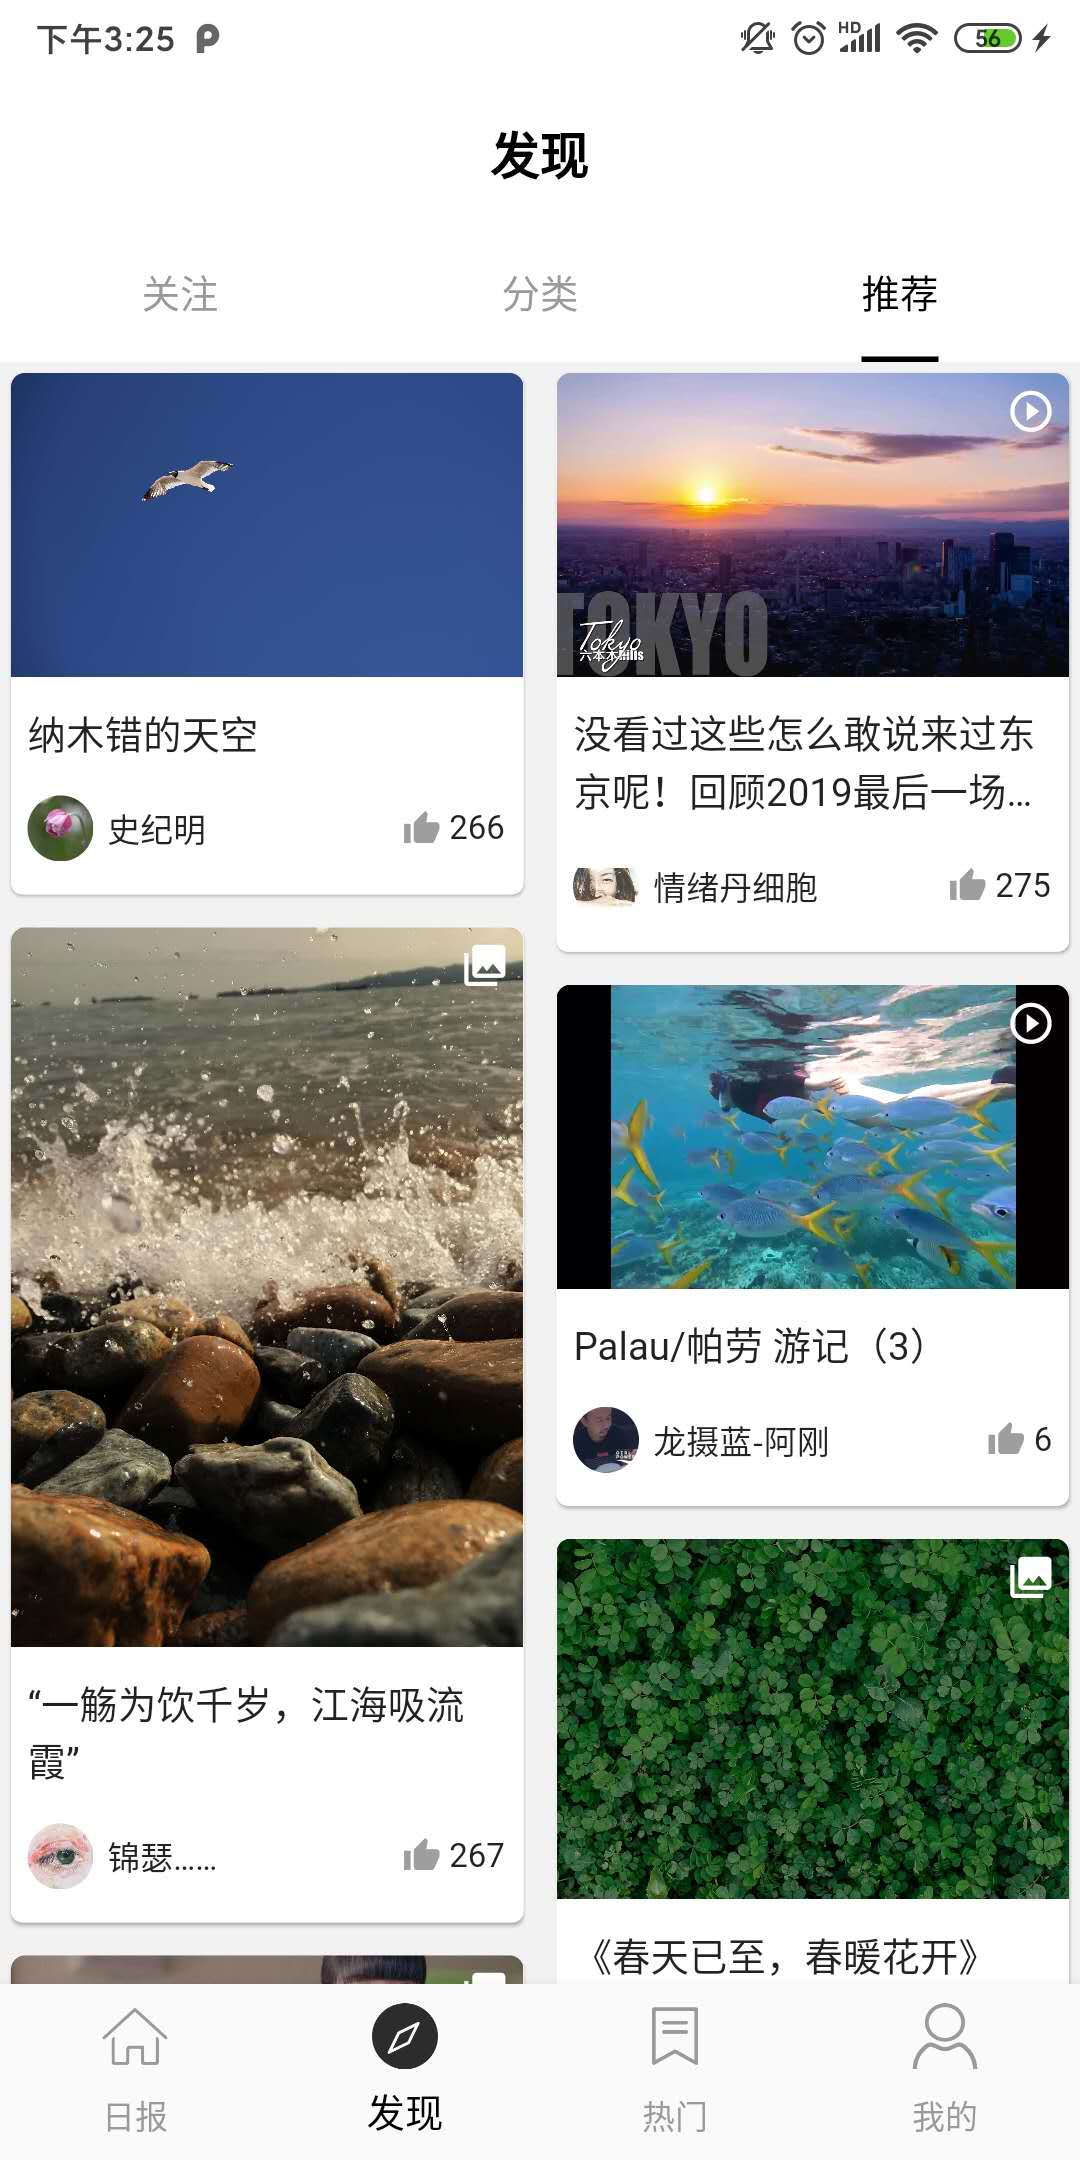 下午3:25
HD
56
发现
关注
分类
推荐
TOKYO
Tokyo
六本木Hills
纳木错的天空
史纪明
266
没看过这些怎么敢说来过东
京呢！回顾2019最后一场...
情绪丹细胞
275
Palau/帕劳 游记（3）
龙摄蓝-阿刚
6
“一觞为饮千岁，江海吸流
霞”
锦瑟......
267
《春天已至，春暖花开》
日报
发现
热门
我的